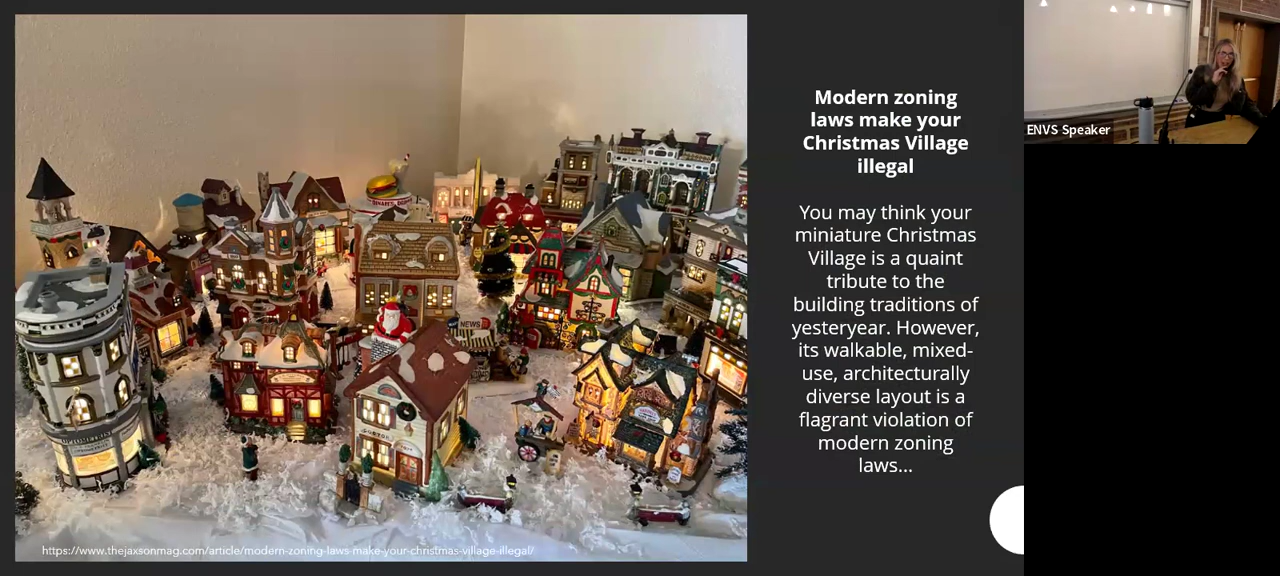 Modern zoning
laws make your
Christmas Village
illegal
You may think your
miniature Christmas
Village is a quaint
tribute to the
building traditions of
yesteryear. However,
its walkable, mixed-
use, architecturally
diverse layout is a
flagrant violation of
modern zoning
laws...
NEWS
https://www.thejaxsonmag.com/article/modern-zoning-laws-make-your-christmas-village-illegal/
ENVS Speaker